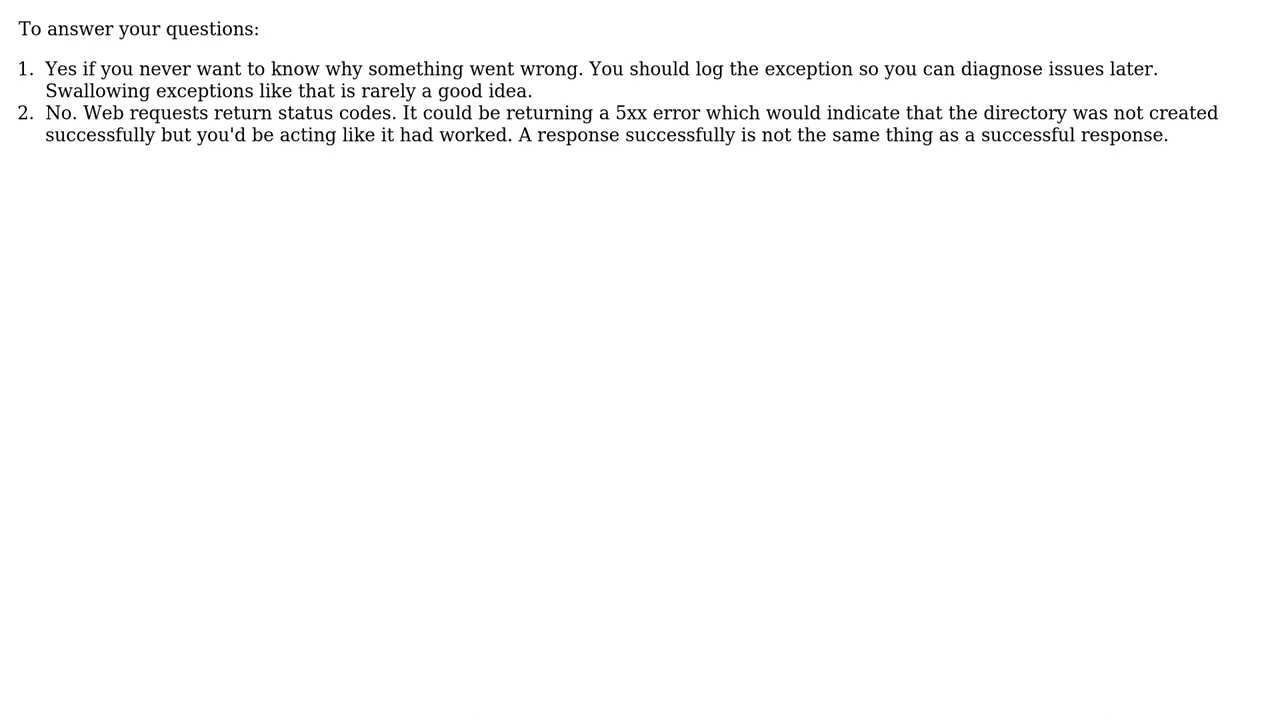 To answer your questions:
1. Yes if you never want to know why something went wrong. You should log the exception so you can diagnose issues later.
Swallowing exceptions like that is rarely a good idea.
2. No. Web requests return status codes. It could be returning a 5xx error which would indicate that the directory was not created
successfully but you'd be acting like it had worked. A response successfully is not the same thing as a successful response.